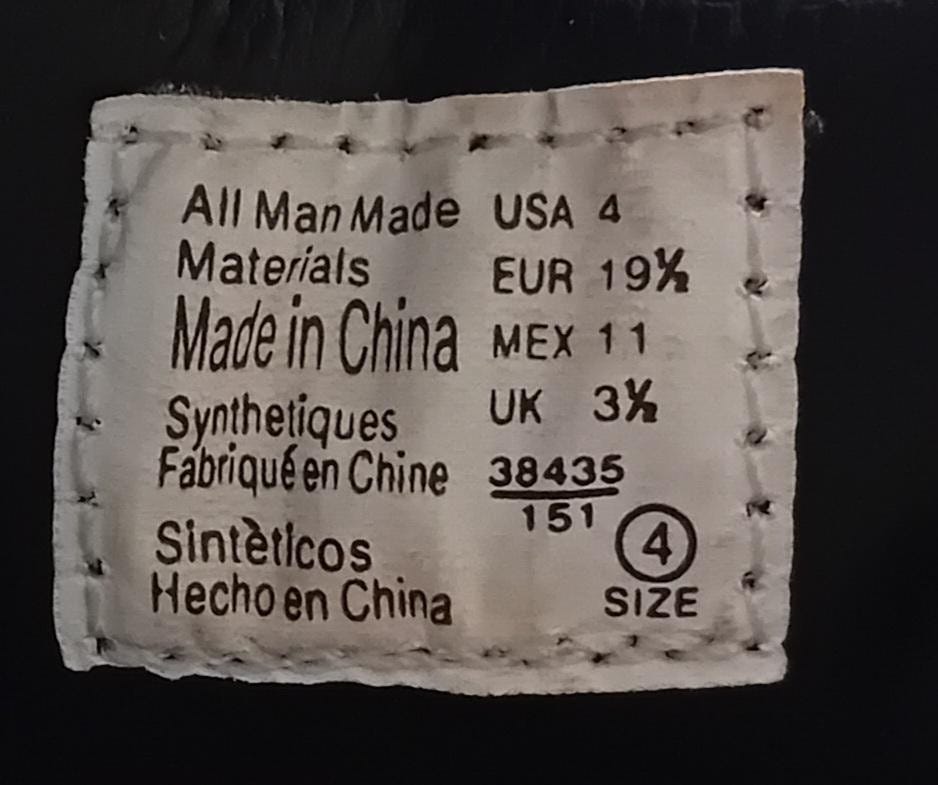 All Man Made
Materials
Made in China
Synthetiques
Fabriqué en Chine
Sintètlcos
Hecho en China
USA 4
EUR 19½
MEX 11
UK 3½
38435
151
4
SIZE